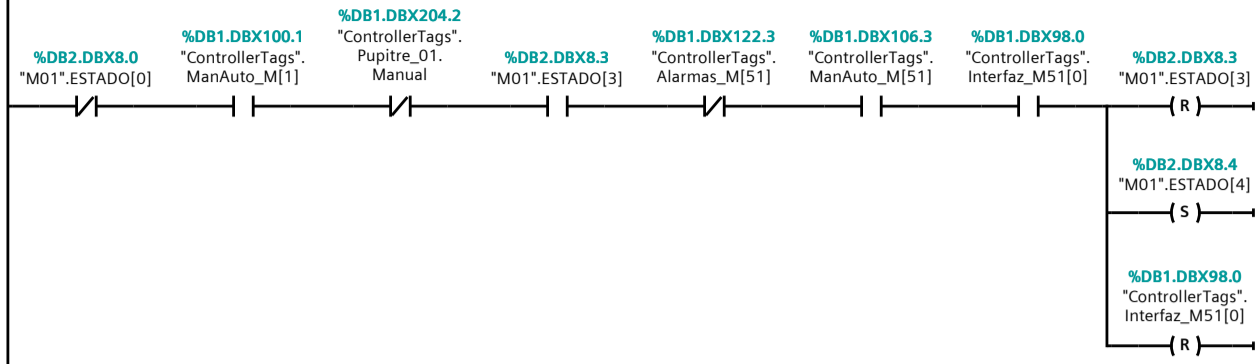 %DB2.DBX8.0
"M01".ESTADO[0]
%DB1.DBX100.1
"ControllerTags".
ManAuto_M[1]
%DB1.DBX204.2
"ControllerTags".
Pupitre_01.
Manual
%DB2.DBX8.3
"M01".ESTADO[3]
%DB1.DBX122.3
"ControllerTags".
Alarmas_M[51]
%DB1.DBX106.3
"ControllerTags".
ManAuto_M[51]
%DB1.DBX98.0
"ControllerTags".
Interfaz_M51[0]
%DB2.DBX8.3
"M01".ESTADO[3]
R
%DB2.DBX8.4
"M01".ESTADO[4]
S
%DB1.DBX98.0
"ControllerTags".
Interfaz_M51[0]
R